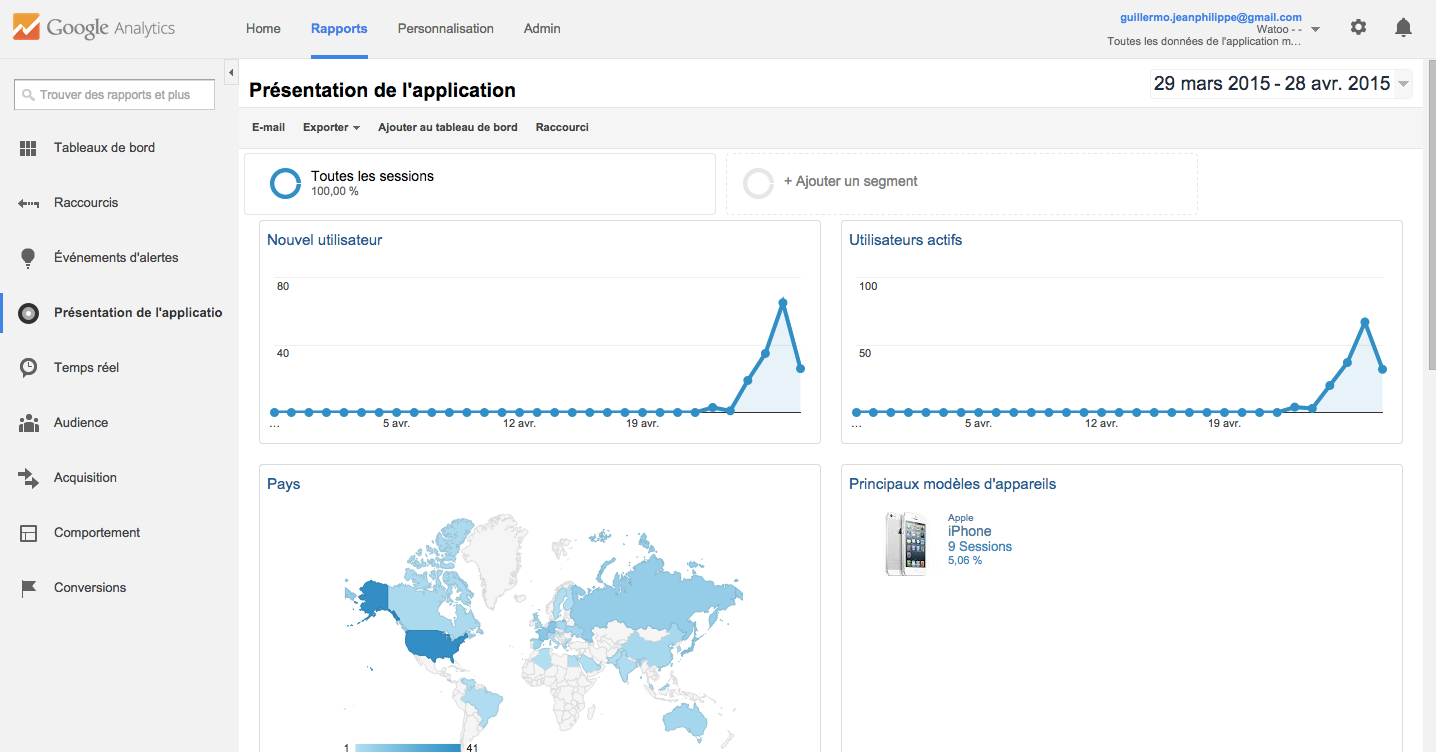 Google Analytics
Home
Rapports
Personnalisation
Admin
guillermo.jeanphilippe@gmail.com
Watoo - -
Toutes les données de l'application m...
Trouver des rapports et plus
Tableaux de bord
Raccourcis
Événements d'alertes
Présentation de l'applicatio
Temps réel
Audience
Acquisition
Comportement
Conversions
Présentation de l'application
29 mars 2015 - 28 avr. 2015
E-mail
Exporter
Ajouter au tableau de bord
Raccourci
Toutes les sessions
100,00 %
+ Ajouter un segment
Nouvel utilisateur
80
40
...
5 avr.
12 avr.
19 avr.
Utilisateurs actifs
100
50
...
5 avr.
12 avr.
19 avr.
Pays
1
41
Principaux modèles d'appareils
Apple
iPhone
9 Sessions
5,06 %